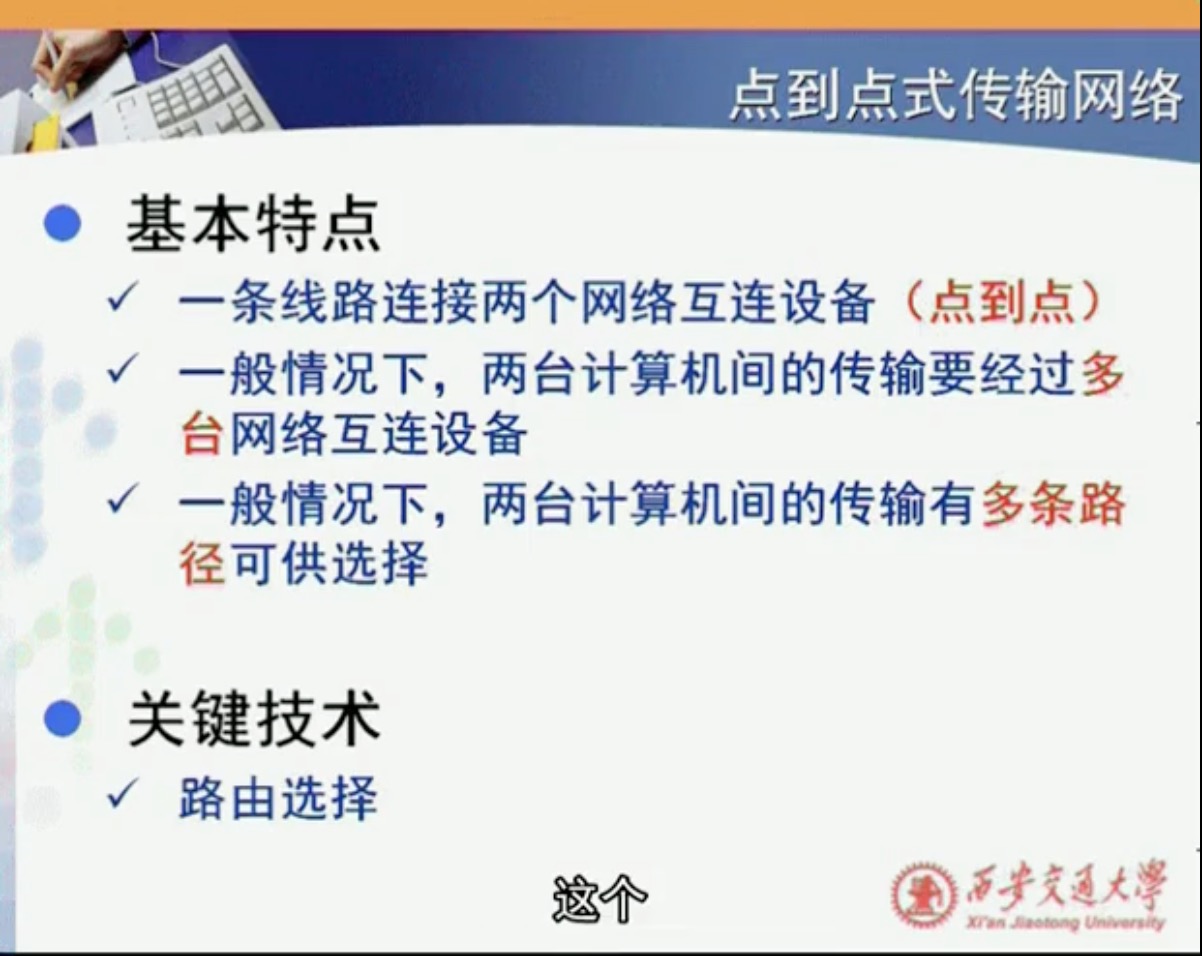 点到点式传输网络
基本特点
一条线路连接两个网络互连设备（点到点）
一般情况下，两台计算机间的传输要经过多
台网络互连设备
一般情况下，两台计算机间的传输有多条路
径可供选择
关键技术
路由选择
这个
西安交通大学
Xi'an Jiaotong University